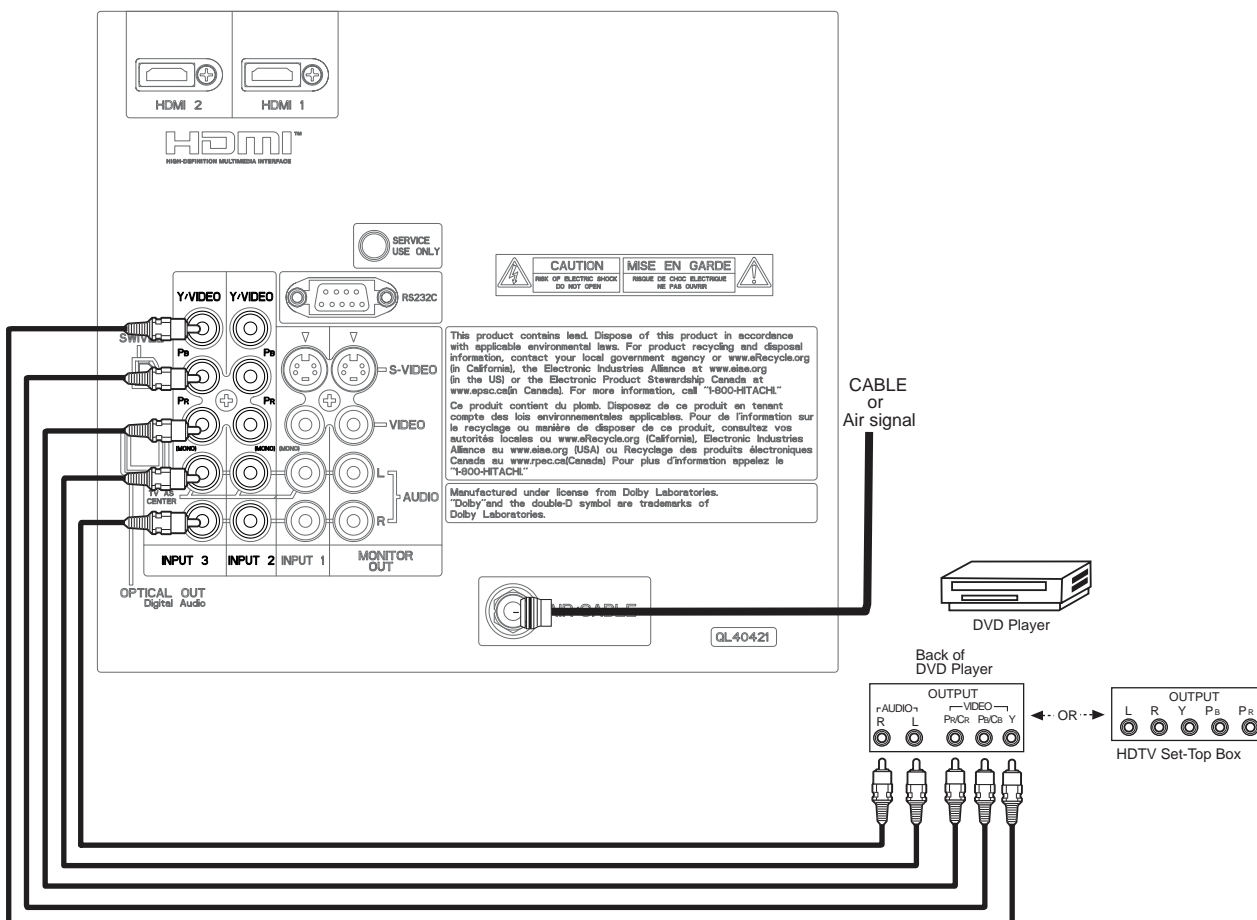 HDMI 2
HDMI 1
HDMI™
HIGH-DEFINITION MULTIMEDIA INTERFACE
SERVICE
USE ONLY
Y/VIDEO
Y/VIDEO
RS232C
CAUTION
RISK OF ELECTRIC SHOCK
DO NOT OPEN
MISE EN GARDE
RISQUE DE CHOC ELECTRIQUE
NE PAS OUVRIR
PB
PB
S-VIDEO
PR
PR
VIDEO
(MONO)
(MONO)
(MONO)
TV AS
CENTER
L
AUDIO
R
INPUT 3
INPUT 2
INPUT 1
MONITOR
OUT
OPTICAL OUT
Digital Audio
This product contains lead. Dispose of this product in accordance
with applicable environmental laws. For product recycling and disposal
information, contact your local government agency or www.eRecycle.org
(in California), the Electronic Industries Alliance at www.eiae.org
(in the US) or the Electronic Product Stewardship Canada at
www.epsc.ca(in Canada). For more information, call "1-800-HITACHI."
Ce produit contient du plomb. Disposez de ce produit en tenant
compte des lois environnementales applicables. Pour de l'information sur
le recyclage ou manière de disposer de ce produit, consultez vos
autorités locales ou www.eRecycle.org (California), Electronic Industries
Alliance au www.eiae.org (USA) ou Recyclage des produits électroniques
Canada au www.rpec.ca(Canada) Pour plus d'information appelez le
"1-800-HITACHI."
Manufactured under license from Dolby Laboratories.
"Dolby"and the double-D symbol are trademarks of
Dolby Laboratories.
CABLE
or
Air signal
AIR/CABLE
QL40421
DVD Player
Back of
DVD Player
OUTPUT
AUDIO
VIDEO
R
L
PR/CR
PB/CB
Y
OR
OUTPUT
L R Y PB PR
HDTV Set-Top Box